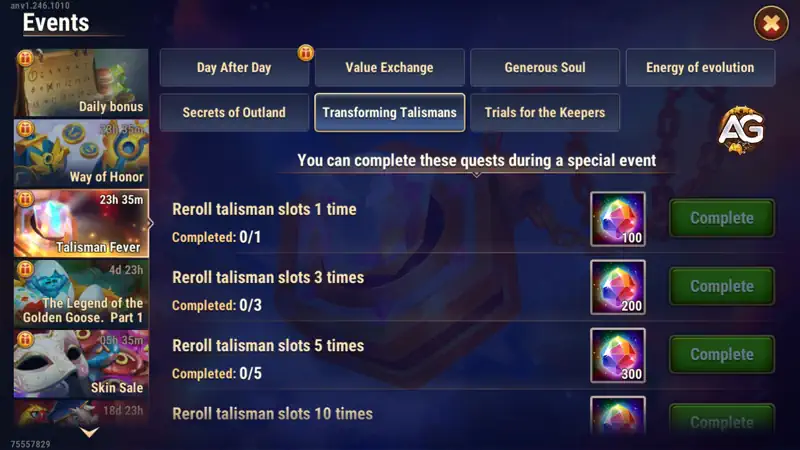 anv1.246.1010
Events
Day After Day
Value Exchange
Generous Soul
Energy of evolution
Secrets of Outland
Transforming Talismans
Trials for the Keepers
AG
Daily bonus
23h 35m
Way of Honor
23h 35m
Talisman Fever
4d 23h
The Legend of the
Golden Goose. Part 1
05h 35m
Skin Sale
18d 23h
You can complete these quests during a special event
Reroll talisman slots 1 time
Completed: 0/1
100
Complete
Reroll talisman slots 3 times
Completed: 0/3
200
Complete
Reroll talisman slots 5 times
Completed: 0/5
300
Complete
Reroll talisman slots 10 times
Complete
75557829